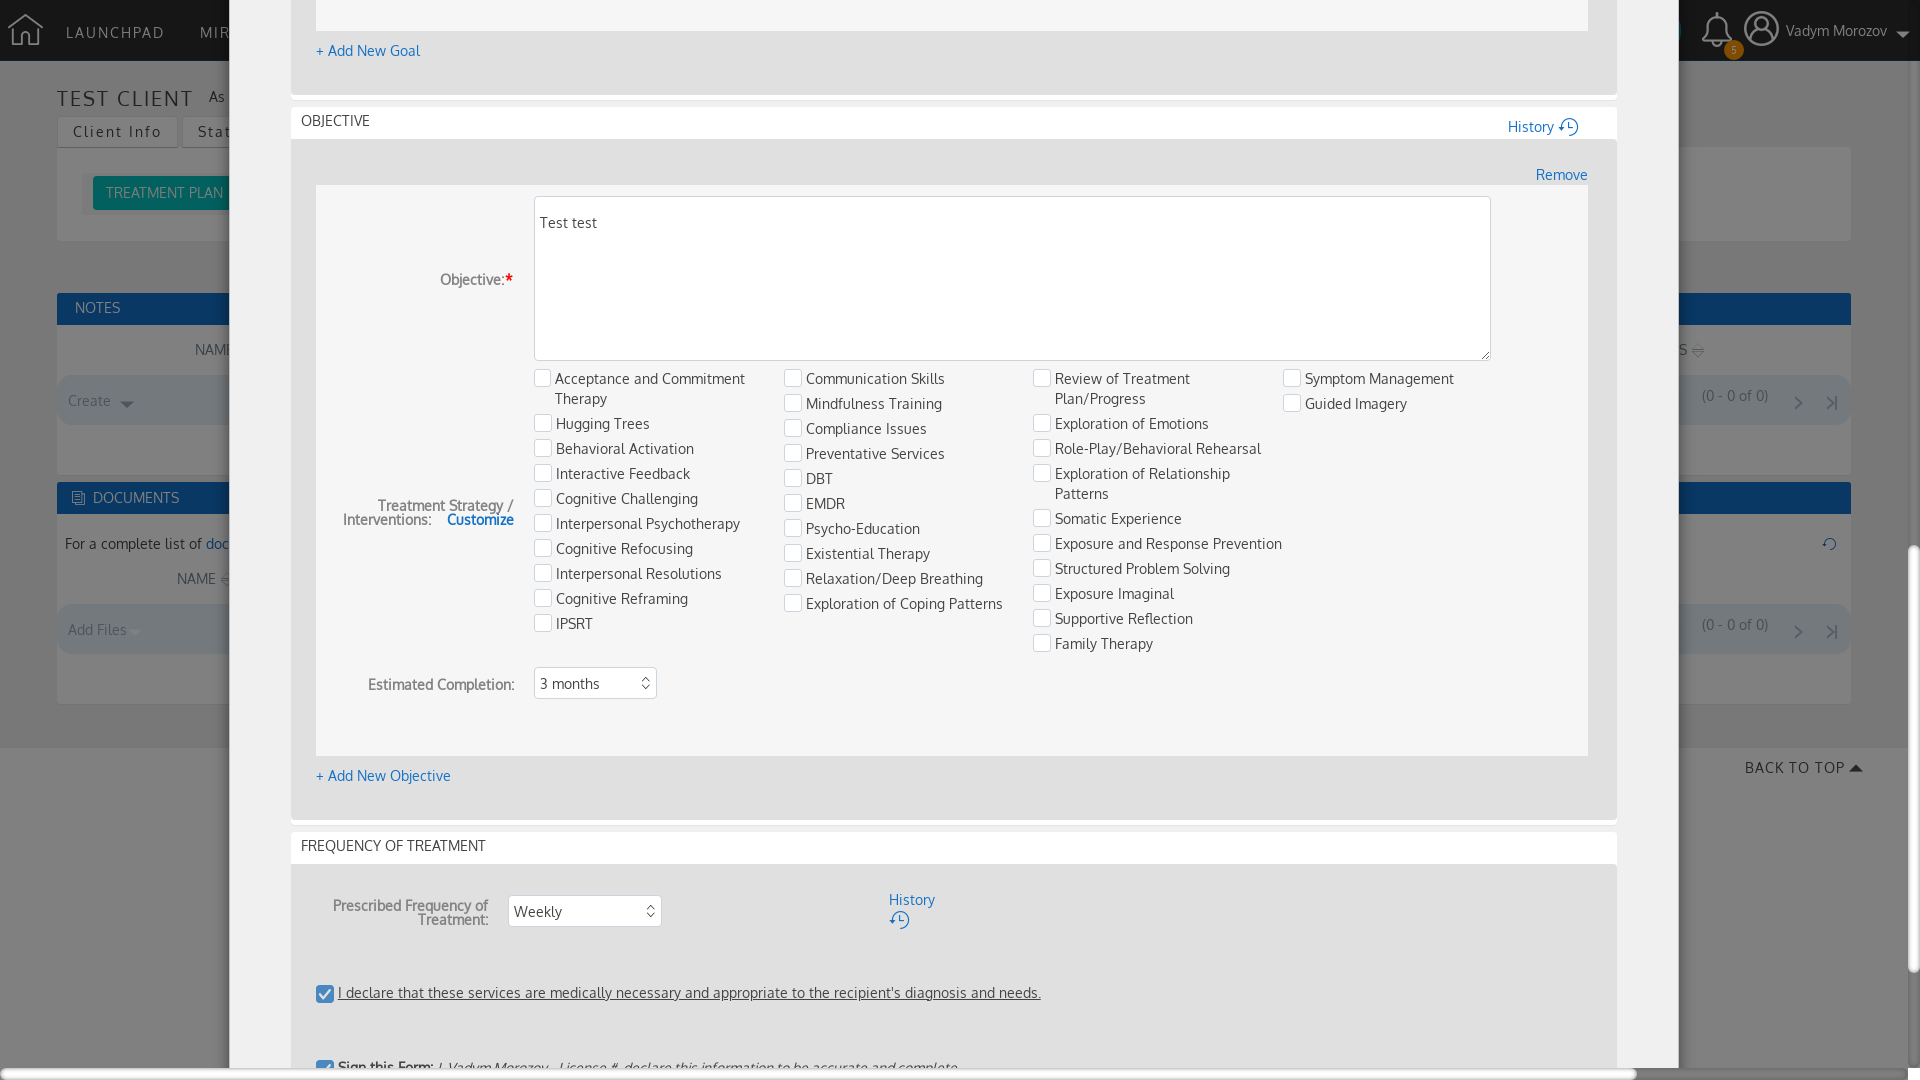 LAUNCHPAD
MIR
5
Vadym Morozov
+ Add New Goal
TEST CLIENT
As
Client Info
Stat
OBJECTIVE
History
Remove
TREATMENT PLAN
Test test
Objective:*
NOTES
NAME
S
Create
(0 - 0 of 0)
Acceptance and Commitment
Therapy
Hugging Trees
Behavioral Activation
Interactive Feedback
Cognitive Challenging
Interpersonal Psychotherapy
Cognitive Refocusing
Interpersonal Resolutions
Cognitive Reframing
IPSRT
Communication Skills
Mindfulness Training
Compliance Issues
Preventative Services
DBT
EMDR
Psycho-Education
Existential Therapy
Relaxation/Deep Breathing
Exploration of Coping Patterns
Review of Treatment
Plan/Progress
Exploration of Emotions
Role-Play/Behavioral Rehearsal
Exploration of Relationship
Patterns
Somatic Experience
Exposure and Response Prevention
Structured Problem Solving
Exposure Imaginal
Supportive Reflection
Family Therapy
Symptom Management
Guided Imagery
Treatment Strategy /
Interventions: Customize
DOCUMENTS
For a complete list of doc
NAME
Add Files
(0 - 0 of 0)
Estimated Completion:
3 months
+ Add New Objective
BACK TO TOP
FREQUENCY OF TREATMENT
Prescribed Frequency of
Treatment:
Weekly
History
I declare that these services are medically necessary and appropriate to the recipient's diagnosis and needs.
Sign this Form: I, Vadym Morozov, , License #, declare this information to be accurate and complete